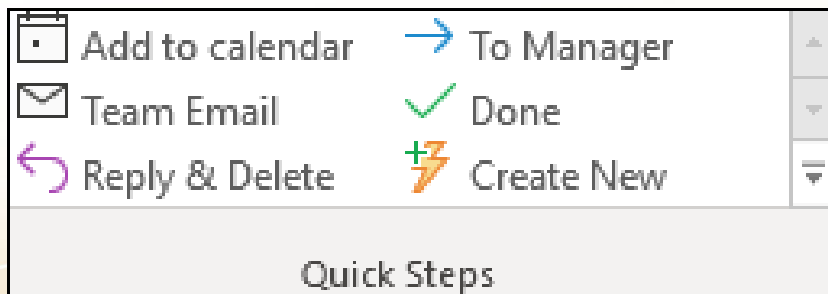 Add to calendar To Manager
Team Email Done
Reply & Delete Create New
Quick Steps